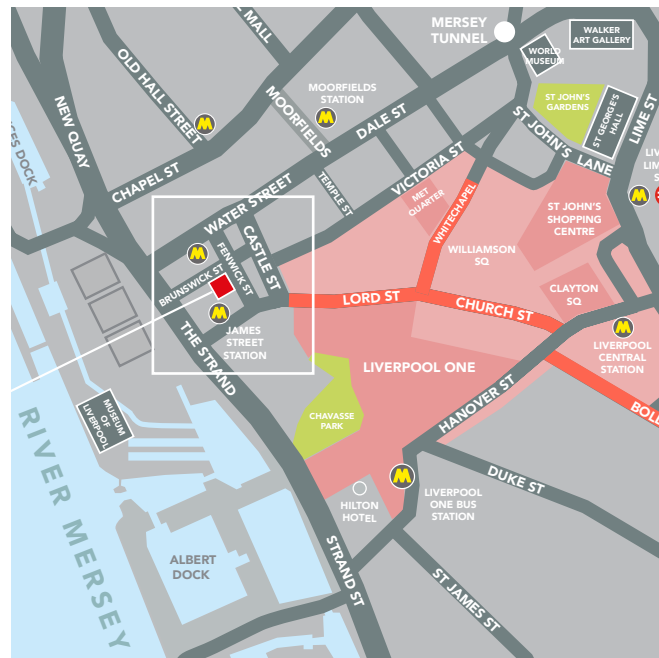 MALL
MERSEY
TUNNEL
WALKER
ART GALLERY
WORLD
MUSEUM
OLD HALL STREET
NEW QUAY
MOORFIELDS
STATION
M
M
MOORFIELDS
DALE ST
ST JOHN'S
GARDENS
ST GEORGE'S
HALL
LIME ST
ST JOHN'S LANE
CHAPEL ST
DOCK
VICTORIA ST
TEMPLE ST
MET
QUARTER
WHITECHAPEL
M
WATER STREET
CASTLE ST
FENWICK ST
BRUNSWICK ST
M
WILLIAMSON
SQ
ST JOHN'S
SHOPPING
CENTRE
CLAYTON
SQ
LORD ST
CHURCH ST
M
JAMES
STREET
STATION
M
LIVERPOOL
CENTRAL
STATION
THE STRAND
LIVERPOOL ONE
HANOVER ST
CHAVASSE
PARK
MUSEUM
OF
LIVERPOOL
RIVER MERSEY
M
LIVERPOOL
ONE BUS
STATION
DUKE ST
HILTON
HOTEL
ALBERT
DOCK
STRAND ST
ST JAMES ST